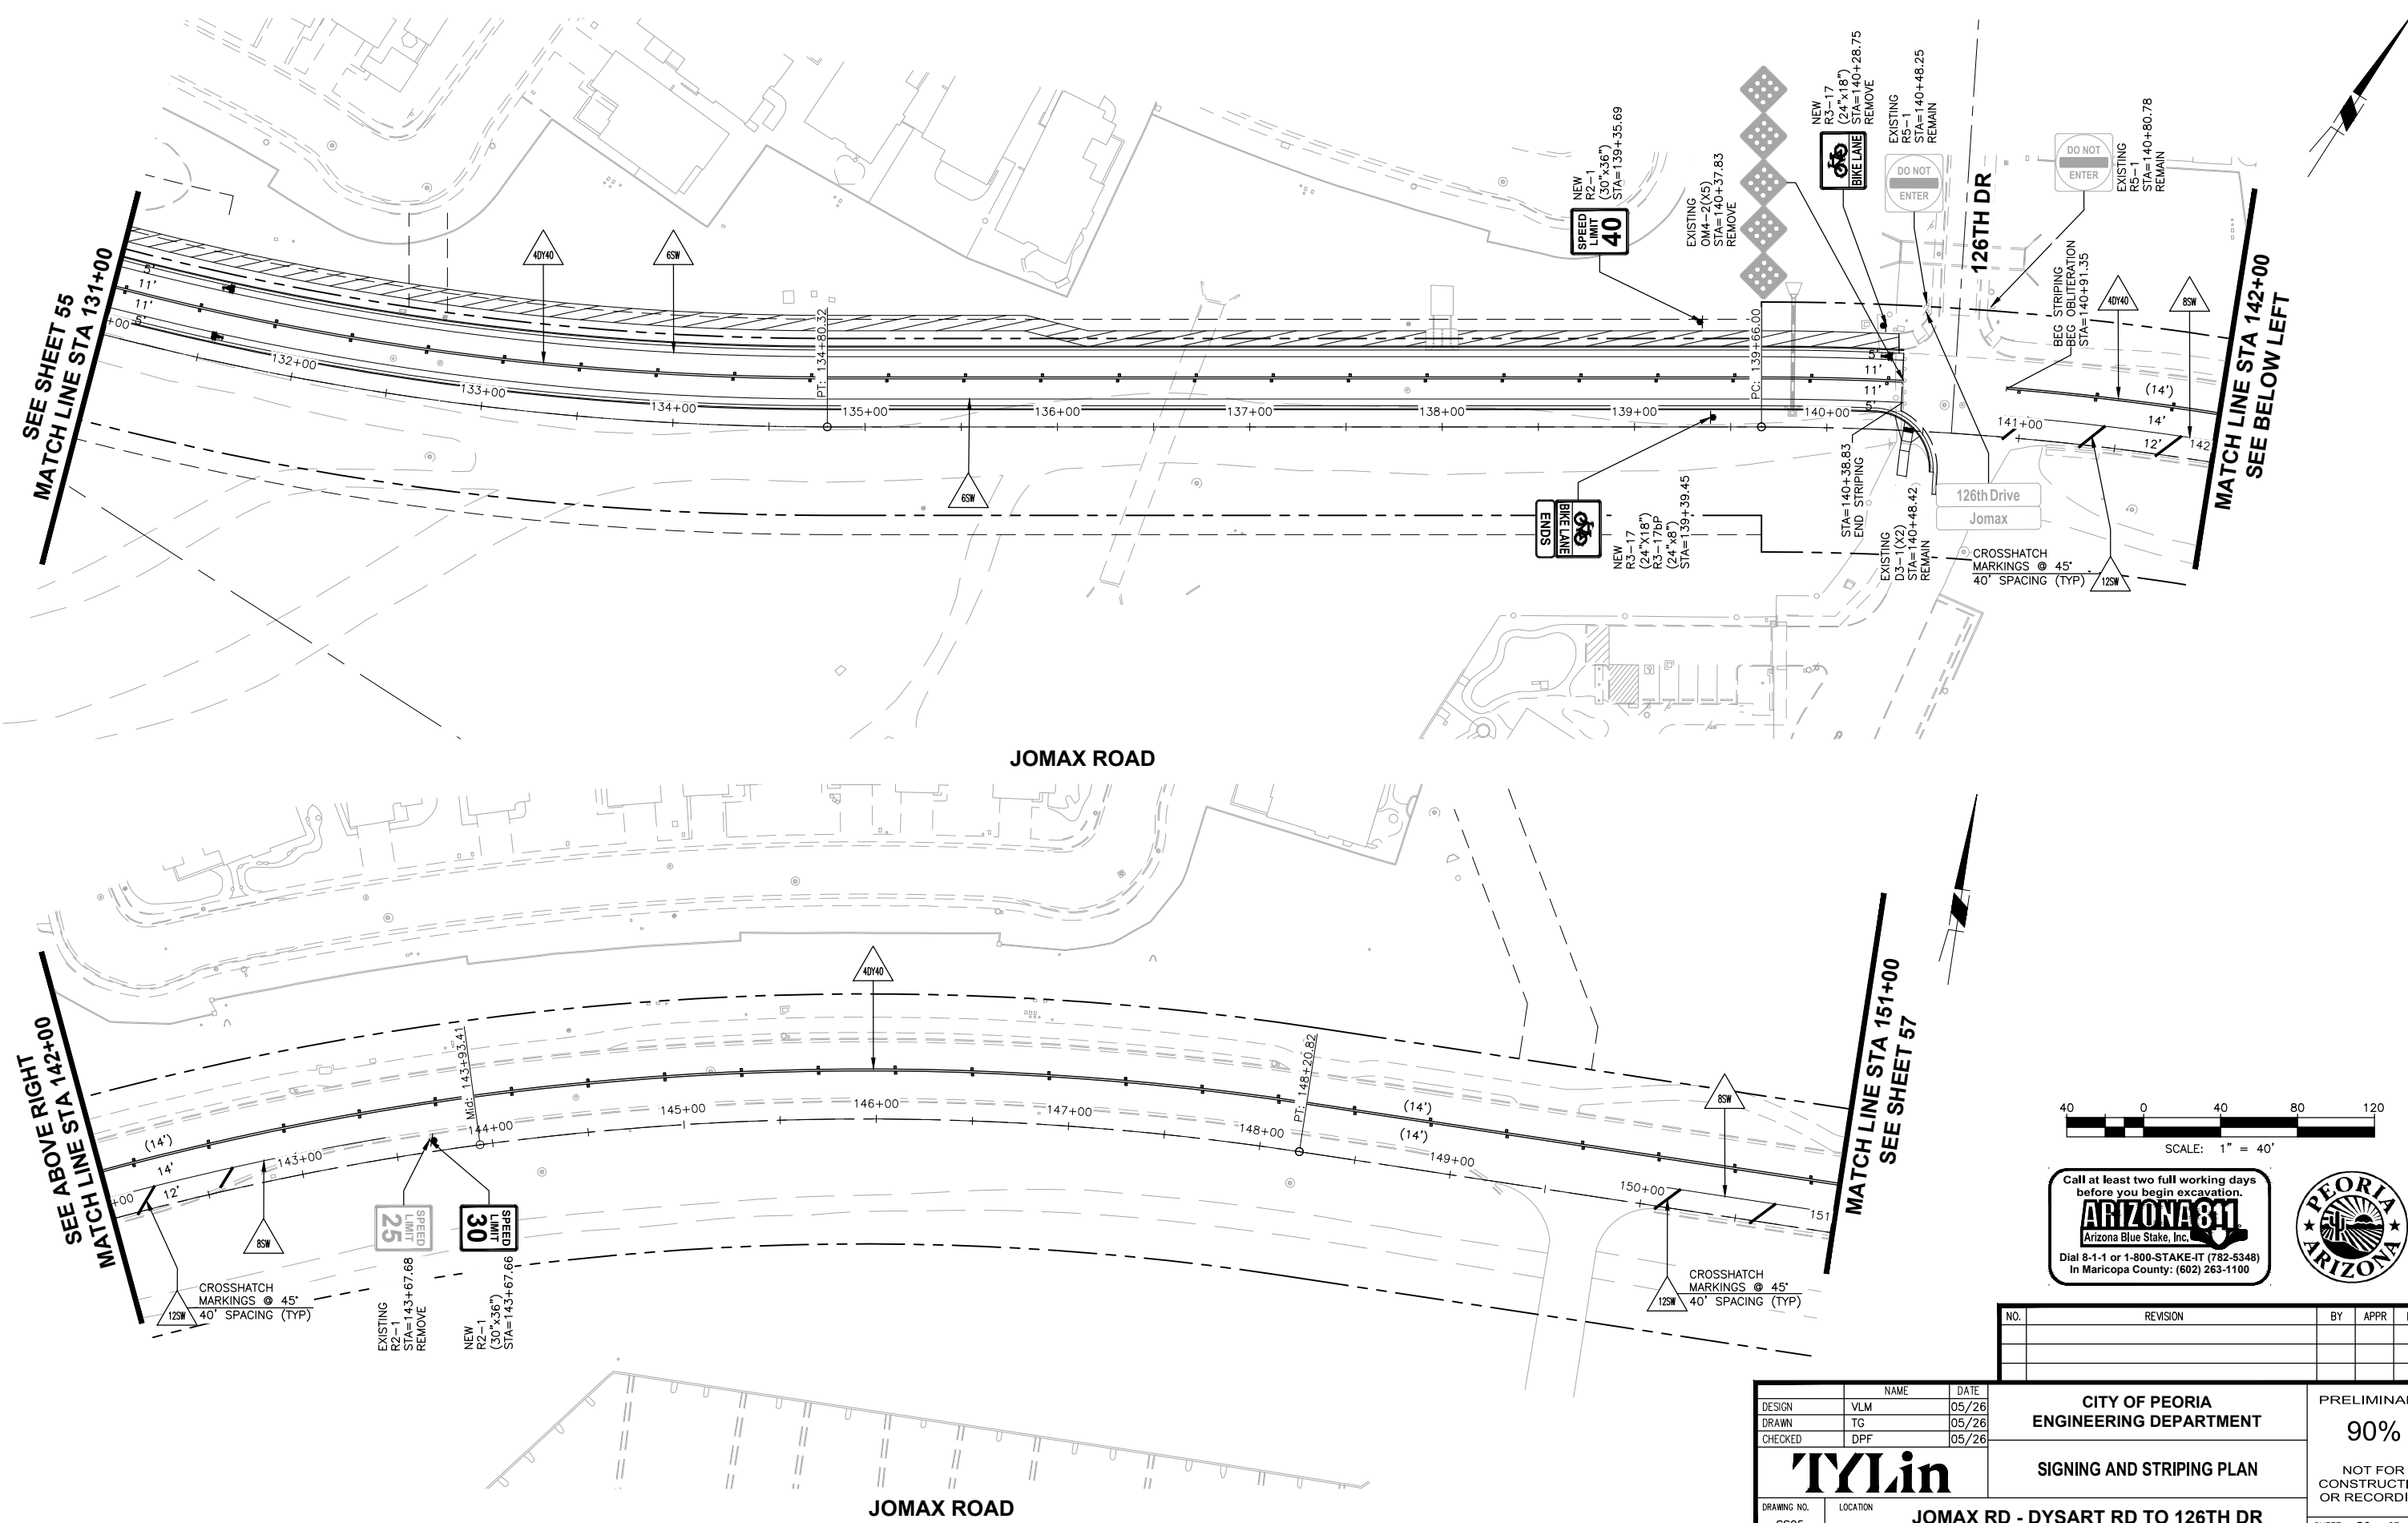 SEE SHEET 55
MATCH LINE STA 131+00
5'
11'
11'
5'
+00
132+00
133+00
134+00
135+00
136+00
137+00
138+00
139+00
140+00
141+00
142
4DY40
6SW
6SW
PT: 134+80.32
PC: 139+66.00
NEW
R2-1
(30"x36")
STA=139+35.69
SPEED
LIMIT
40
EXISTING
OM4-2(X5)
STA=140+37.83
REMOVE
NEW
R3-17
(24"x18")
STA=140+28.75
REMOVE
BIKE LANE
EXISTING
R5-1
STA=140+48.25
REMAIN
DO NOT
ENTER
126TH DR
DO NOT
ENTER
EXISTING
R5-1
STA=140+80.78
REMAIN
BEG STRIPING
BEG OBLITERATION
STA=140+91.35
4DY40
8SW
5'
11'
11'
5'
(14')
14'
12'
MATCH LINE STA 142+00
SEE BELOW LEFT
BIKE LANE
ENDS
NEW
R3-17
(24"x18")
R3-17bP
(24"x8")
STA=139+39.45
STA=140+38.83
END STRIPING
EXISTING
D3-1(X2)
STA=140+48.42
REMAIN
126th Drive
Jomax
CROSSHATCH
MARKINGS @ 45°
40' SPACING (TYP)
12SW
JOMAX ROAD
SEE ABOVE RIGHT
MATCH LINE STA 142+00
(14')
14'
12'
+00
143+00
144+00
145+00
146+00
147+00
148+00
149+00
150+00
151
Mid: 143+93.41
PT: 148+20.82
4DY40
(14')
(14')
8SW
8SW
12SW
CROSSHATCH
MARKINGS @ 45°
40' SPACING (TYP)
SPEED
LIMIT
25
EXISTING
R2-1
STA=143+67.68
REMOVE
SPEED
LIMIT
30
NEW
R2-1
(30"x36")
STA=143+67.66
12SW
CROSSHATCH
MARKINGS @ 45°
40' SPACING (TYP)
MATCH LINE STA 151+00
SEE SHEET 57
JOMAX ROAD
40 0 40 80 120
SCALE: 1" = 40'
Call at least two full working days
before you begin excavation.
ARIZONA 811
Arizona Blue Stake, Inc.
Dial 8-1-1 or 1-800-STAKE-IT (782-5348)
In Maricopa County: (602) 263-1100
PEORIA
ARIZONA
NO. REVISION BY APPR
NAME DATE
DESIGN VLM 05/26
DRAWN TG 05/26
CHECKED DPF 05/26
TYLin
CITY OF PEORIA
ENGINEERING DEPARTMENT
SIGNING AND STRIPING PLAN
PRELIMINA
90%
NOT FOR
CONSTRUCTI
OR RECORDI
DRAWING NO.
LOCATION
JOMAX RD - DYSART RD TO 126TH DR